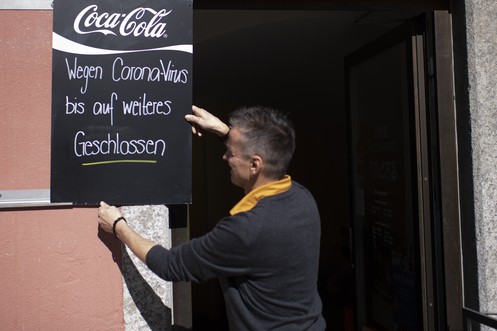 Coca-Cola
Wegen Corona-Virus
bis auf weiteres
Geschlossen